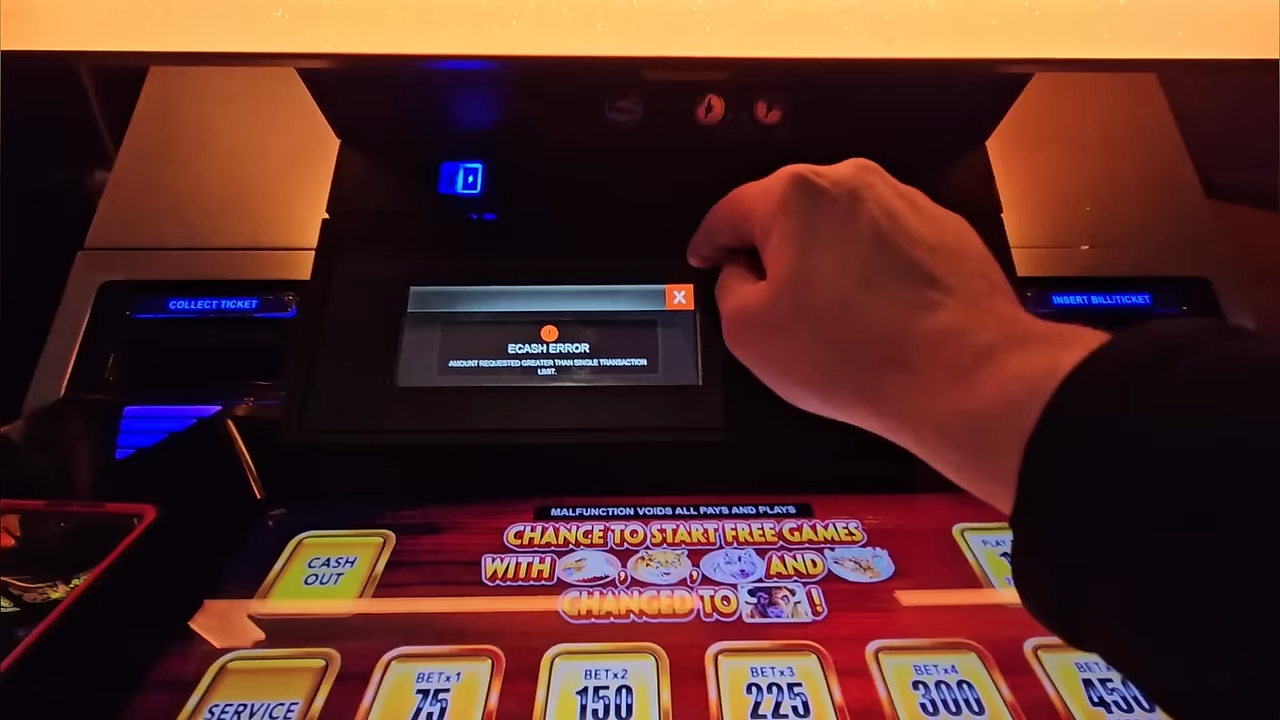 COLLECT TICKET
INSERT BILL/TICKET
X
ECASH ERROR
AMOUNT REQUESTED GREATER THAN SINGLE TRANSACTION
LIMIT.
MALFUNCTION VOIDS ALL PAYS AND PLAYS
CHANCE TO START FREE GAMES
WITH , , AND
CHANGED TO !
CASH
OUT
PLAY
SERVICE
BETx1
75
BETx2
150
BETx3
225
BETx4
300
BET
450